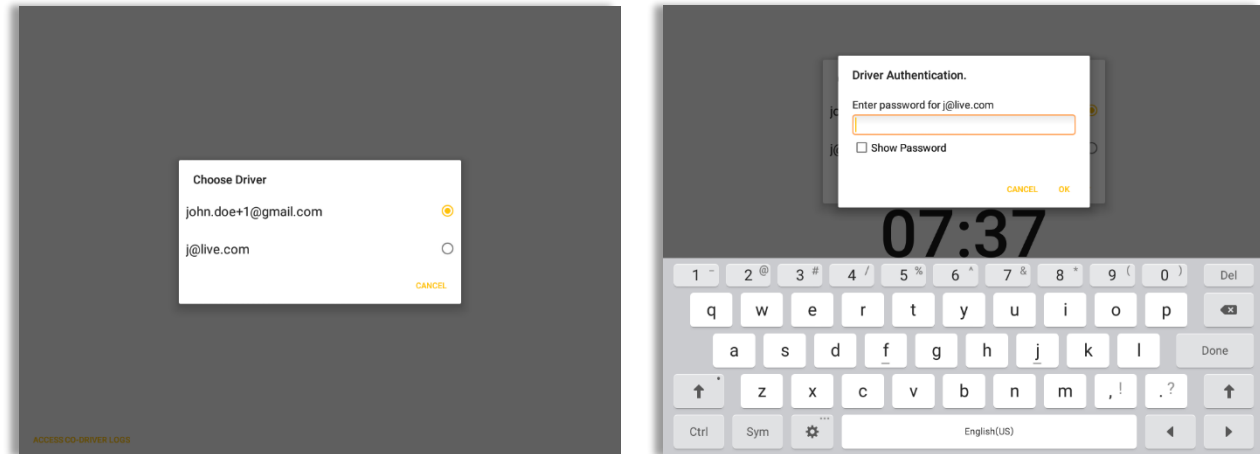 Choose Driver
john.doe+1@gmail.com
j@live.com
CANCEL
ACCESS CO-DRIVER LOGS
Driver Authentication.
Enter password for j@live.com
jo
j@
Show Password
CANCEL OK
07:37
1 - 2 @ 3 # 4 / 5 % 6 ^ 7 & 8 * 9 ( 0 ) Del
q w e r t y u i o p
a s d f g h j k l Done
z x c v b n m , ! . ?
Ctrl Sym English(US)